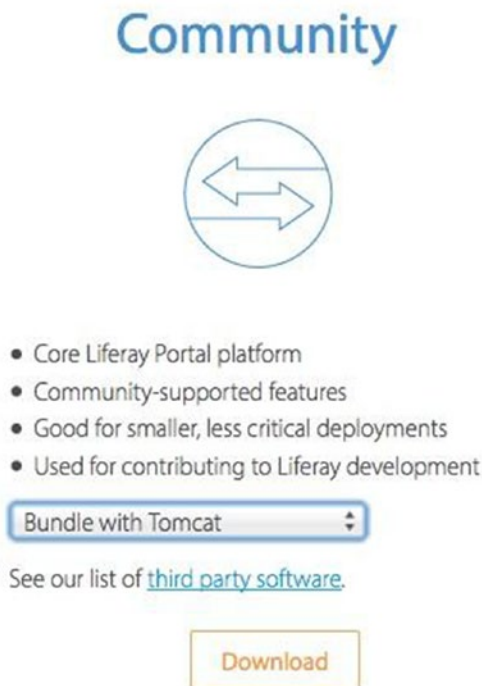 Community
• Core Liferay Portal platform
• Community-supported features
• Good for smaller, less critical deployments
• Used for contributing to Liferay development
Bundle with Tomcat
See our list of third party software.
Download